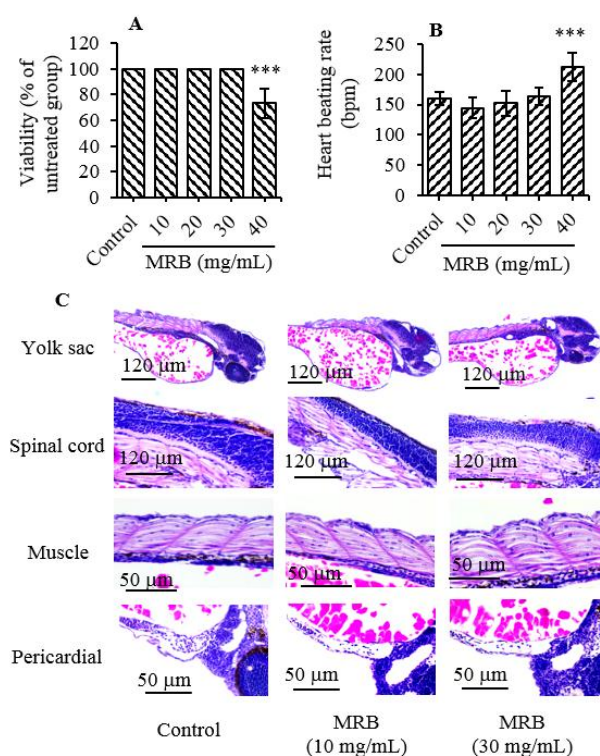 A
Viability (% of
untreated group)
120
100
80
60
40
20
0
***
Control
10
20
30
40
MRB (mg/mL)
B
Heart beating rate
(bpm)
250
200
150
100
50
0
***
Control
10
20
30
40
MRB (mg/mL)
C
Yolk sac
120 µm
120 µm
120 µm
Spinal cord
120 µm
120 µm
120 µm
Muscle
50 µm
50 µm
50 µm
Pericardial
50 µm
50 µm
50 µm
Control
MRB
(10 mg/mL)
MRB
(30 mg/mL)